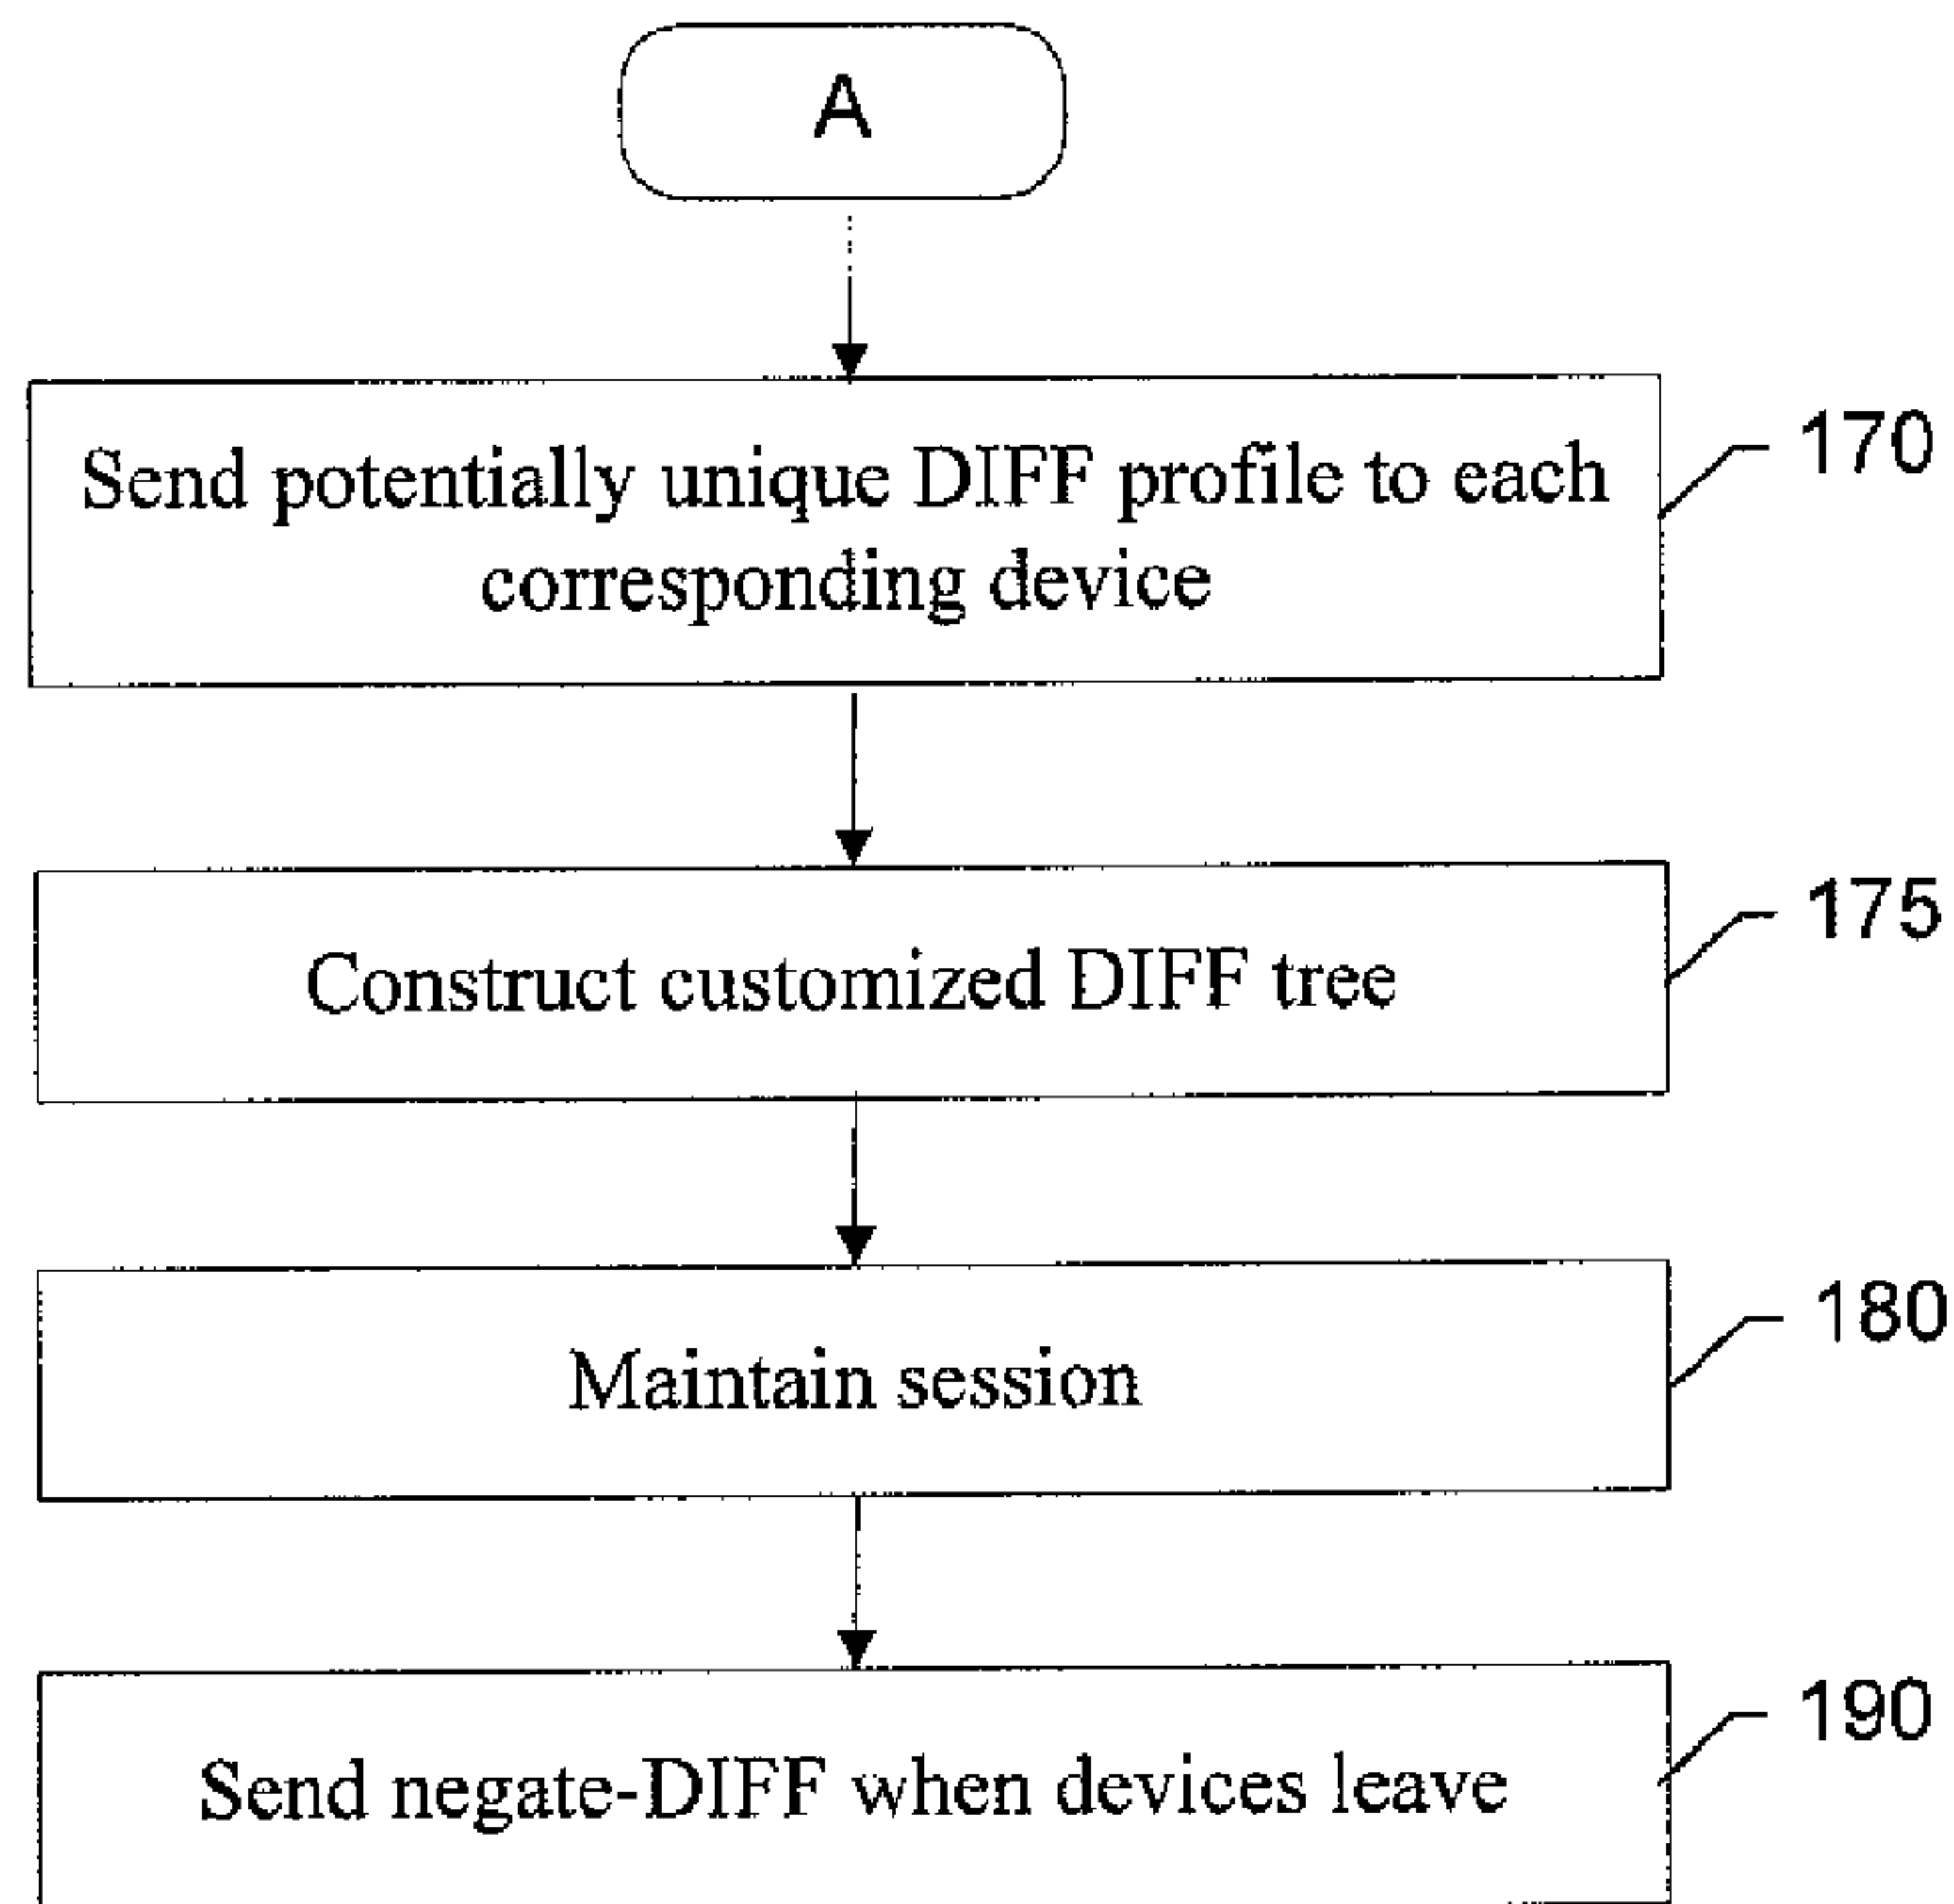 A
Send potentially unique DIFF profile to each
corresponding device
170
Construct customized DIFF tree
175
Maintain session
180
Send negate-DIFF when devices leave
190